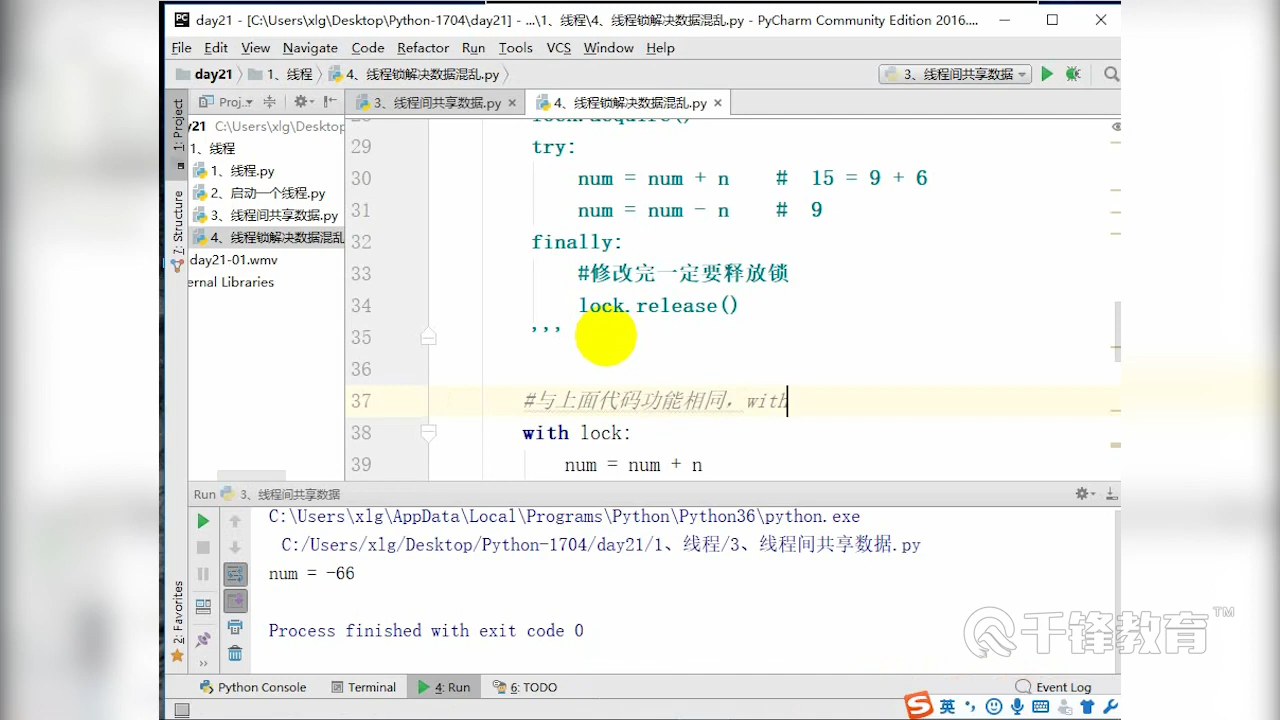 day21 - [C:\Users\xlg\Desktop\Python-1704\day21] - ...\1、线程\4、线程锁解决数据混乱.py - PyCharm Community Edition 2016....
File Edit View Navigate Code Refactor Run Tools VCS Window Help
day21 1、线程 4、线程锁解决数据混乱.py 3、线程间共享数据
Proj.. 3、线程间共享数据.py 4、线程锁解决数据混乱.py
1: Project
7: Structure
2: Favorites
y21 C:\Users\xlg\Desktop
1、线程
1、线程.py
2、启动一个线程.py
3、线程间共享数据.py
4、线程锁解决数据混乱
day21-01.wmv
ernal Libraries
lock.acquire()
29 try:
30 num = num + n # 15 = 9 + 6
31 num = num - n # 9
32 finally:
33 #修改完一定要释放锁
34 lock.release()
35 '''
36
37 #与上面代码功能相同，with
38 with lock:
39 num = num + n
Run 3、线程间共享数据
C:\Users\xlg\AppData\Local\Programs\Python\Python36\python.exe
C:/Users/xlg/Desktop/Python-1704/day21/1、线程/3、线程间共享数据.py
num = -66
Process finished with exit code 0
千锋教育™
Python Console Terminal 4: Run 6: TODO Event Log
S 英